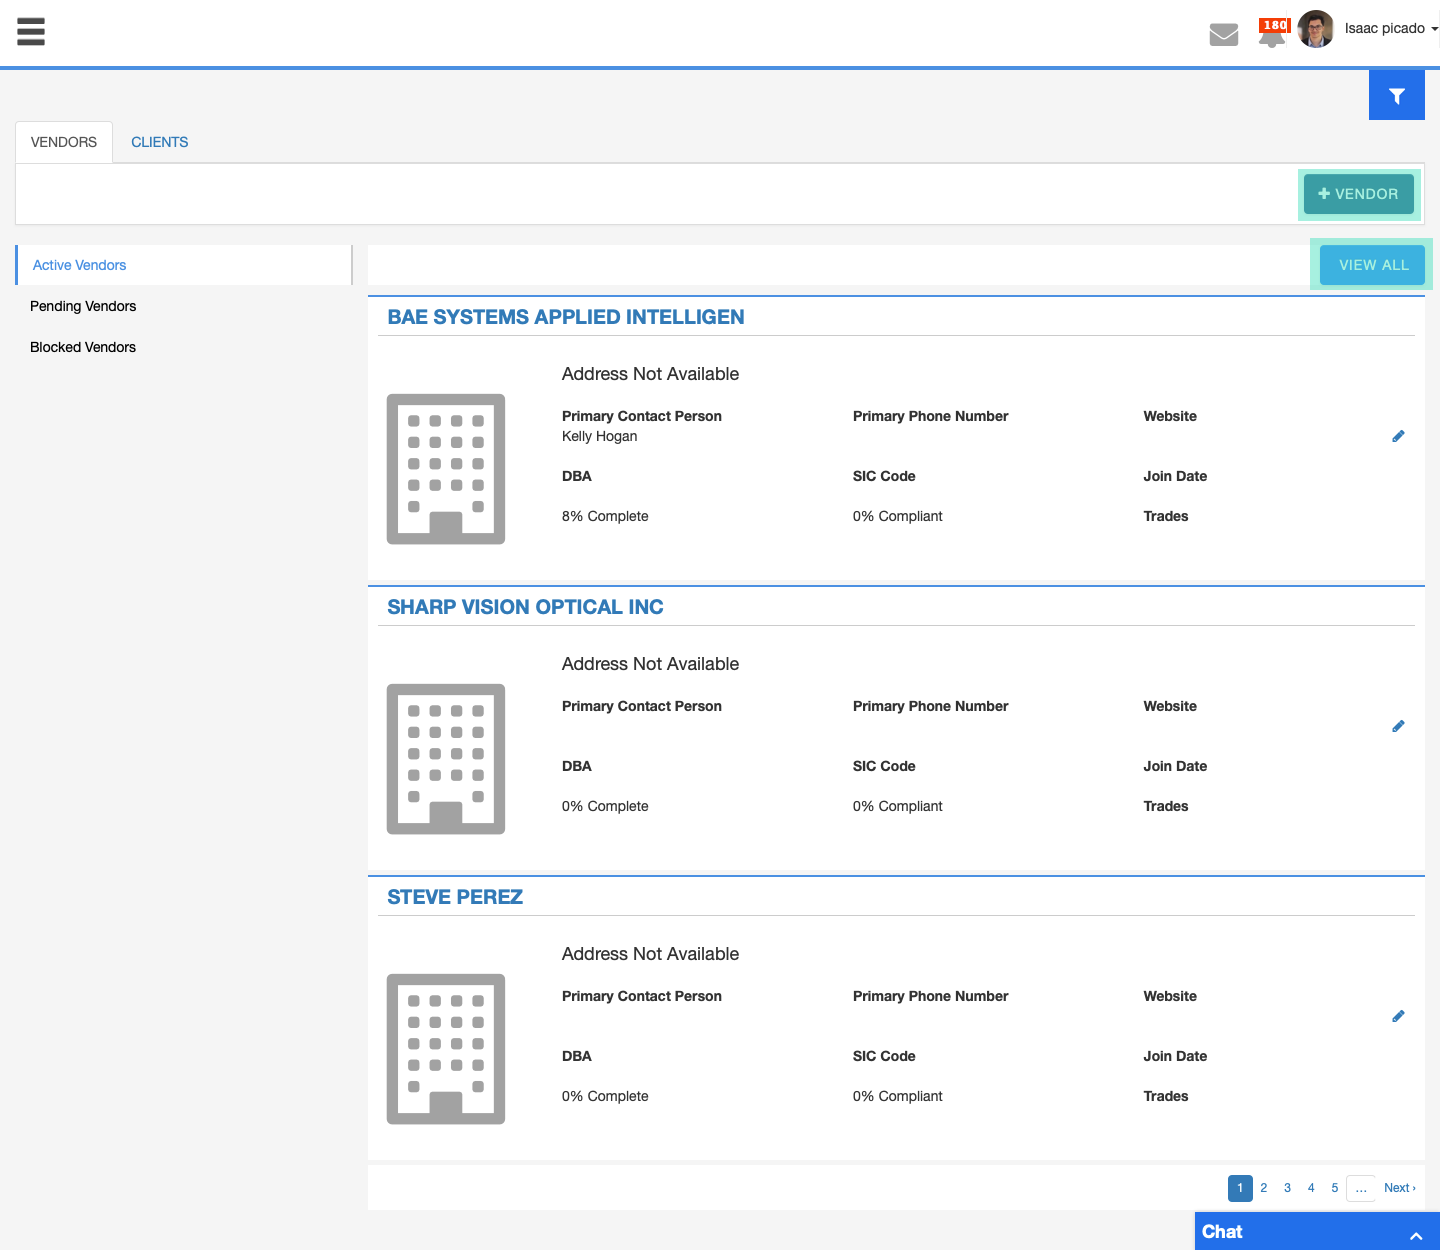 180
Isaac picado
VENDORS CLIENTS
VENDOR
Active Vendors
Pending Vendors
Blocked Vendors
VIEW ALL
BAE SYSTEMS APPLIED INTELLIGEN
Address Not Available
Primary Contact Person Primary Phone Number Website
Kelly Hogan
DBA SIC Code Join Date
8% Complete 0% Compliant Trades
SHARP VISION OPTICAL INC
Address Not Available
Primary Contact Person Primary Phone Number Website
DBA SIC Code Join Date
0% Complete 0% Compliant Trades
STEVE PEREZ
Address Not Available
Primary Contact Person Primary Phone Number Website
DBA SIC Code Join Date
0% Complete 0% Compliant Trades
1 2 3 4 5 ... Next ›
Chat